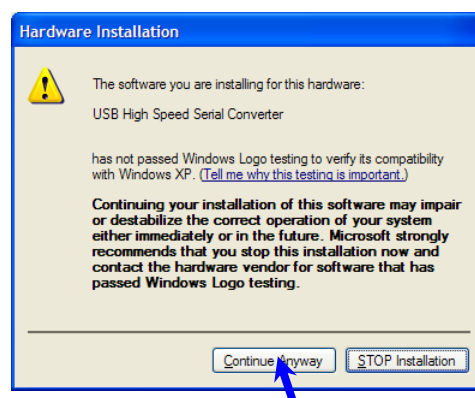 Hardware Installation
The software you are installing for this hardware:
USB High Speed Serial Converter
has not passed Windows Logo testing to verify its compatibility
with Windows XP. (Tell me why this testing is important.)
Continuing your installation of this software may impair
or destabilize the correct operation of your system
either immediately or in the future. Microsoft strongly
recommends that you stop this installation now and
contact the hardware vendor for software that has
passed Windows Logo testing.
Continue Anyway STOP Installation